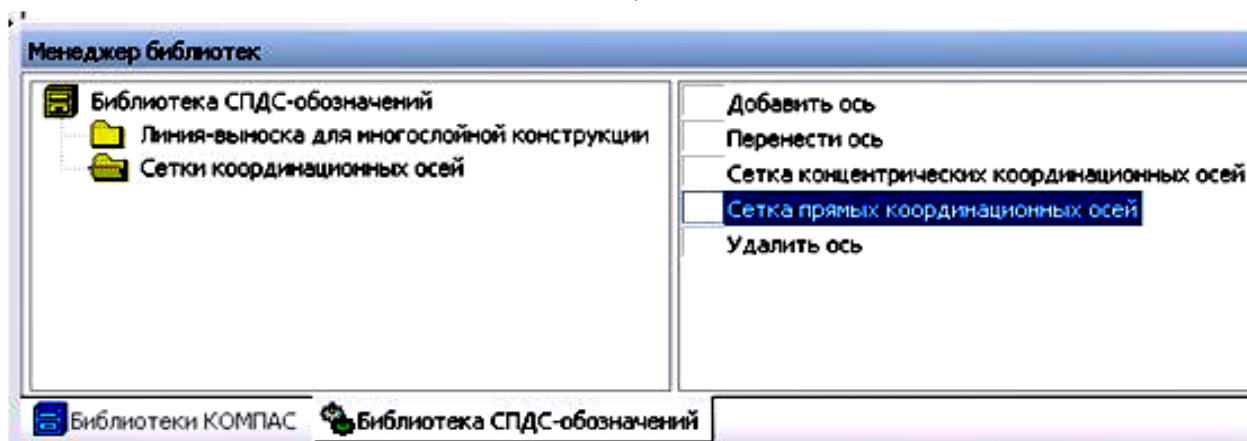 Менеджер библиотек
Библиотека СПДС-обозначений
Линия-выноска для многослойной конструкции
Сетки координационных осей
Добавить ось
Перенести ось
Сетка концентрических координационных осей
Сетка прямых координационных осей
Удалить ось
Библиотеки КОМПАС
Библиотека СПДС-обозначений